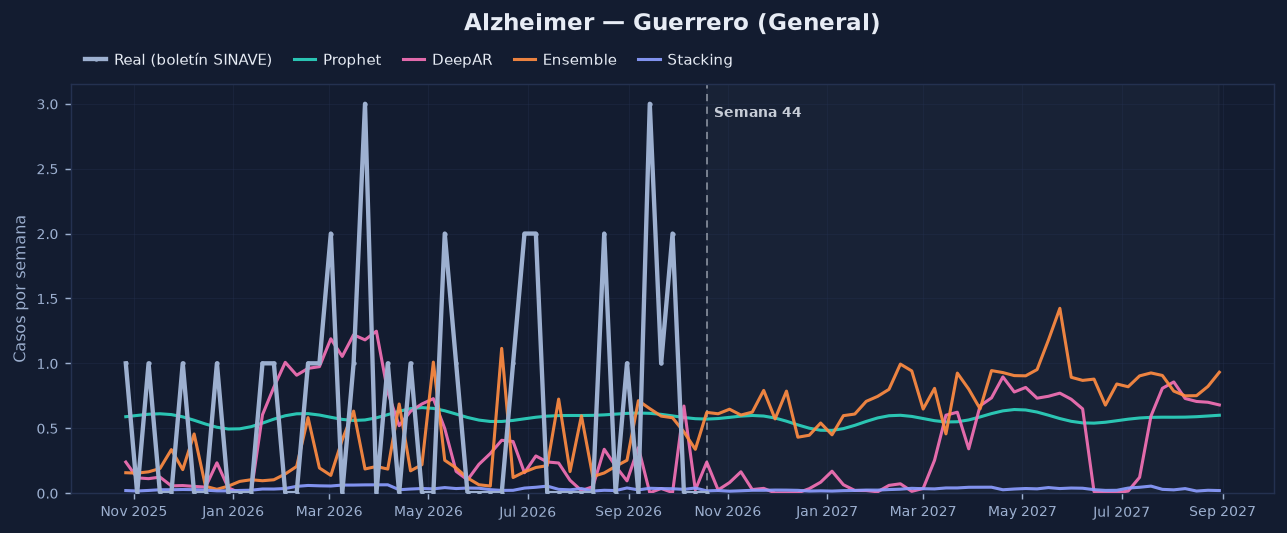 Alzheimer — Guerrero (General)
Real (boletín SINAVE) Prophet DeepAR Ensemble Stacking
Semana 44
Casos por semana
3.0
2.5
2.0
1.5
1.0
0.5
0.0
Nov 2025 Jan 2026 Mar 2026 May 2026 Jul 2026 Sep 2026 Nov 2026 Jan 2027 Mar 2027 May 2027 Jul 2027 Sep 2027